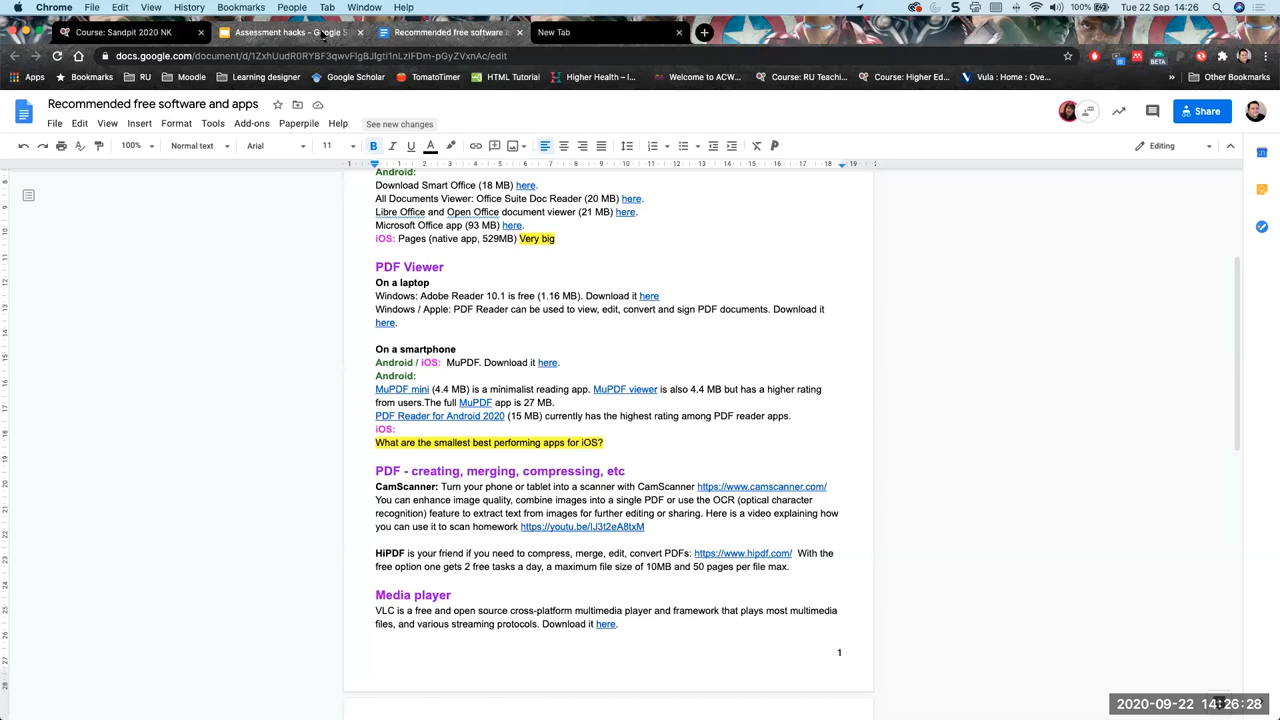 Chrome File Edit View History Bookmarks People Tab Window Help 100% Tue 22 Sep 14:26
Course: Sandpit 2020 NK Assessment hacks - Google S Recommended free software a New Tab
docs.google.com/document/d/1ZxhUudR0RYBF3qwvFlgBJIgti1nLzIFDm-pGyZVxnAc/edit
Apps Bookmarks RU Moodle Learning designer Google Scholar TomatoTimer HTML Tutorial Higher Health – I... Welcome to ACW... Course: RU Teachi... Course: Higher Ed... Vula : Home : Ove... » Other Bookmarks
Recommended free software and apps
Share
File Edit View Insert Format Tools Add-ons Paperpile Help See new changes
100% Normal text Arial 11 B I U A Editing
Android:
Download Smart Office (18 MB) here.
All Documents Viewer: Office Suite Doc Reader (20 MB) here.
Libre Office and Open Office document viewer (21 MB) here.
Microsoft Office app (93 MB) here.
iOS: Pages (native app, 529MB) Very big
PDF Viewer
On a laptop
Windows: Adobe Reader 10.1 is free (1.16 MB). Download it here
Windows / Apple: PDF Reader can be used to view, edit, convert and sign PDF documents. Download it
here.
On a smartphone
Android / iOS: MuPDF. Download it here.
Android:
MuPDF mini (4.4 MB) is a minimalist reading app. MuPDF viewer is also 4.4 MB but has a higher rating
from users.The full MuPDF app is 27 MB.
PDF Reader for Android 2020 (15 MB) currently has the highest rating among PDF reader apps.
iOS:
What are the smallest best performing apps for iOS?
PDF - creating, merging, compressing, etc
CamScanner: Turn your phone or tablet into a scanner with CamScanner https://www.camscanner.com/
You can enhance image quality, combine images into a single PDF or use the OCR (optical character
recognition) feature to extract text from images for further editing or sharing. Here is a video explaining how
you can use it to scan homework https://youtu.be/IJ3t2eA8txM
HiPDF is your friend if you need to compress, merge, edit, convert PDFs: https://www.hipdf.com/ With the
free option one gets 2 free tasks a day, a maximum file size of 10MB and 50 pages per file max.
Media player
VLC is a free and open source cross-platform multimedia player and framework that plays most multimedia
files, and various streaming protocols. Download it here.
1
2020-09-22 14:26:28